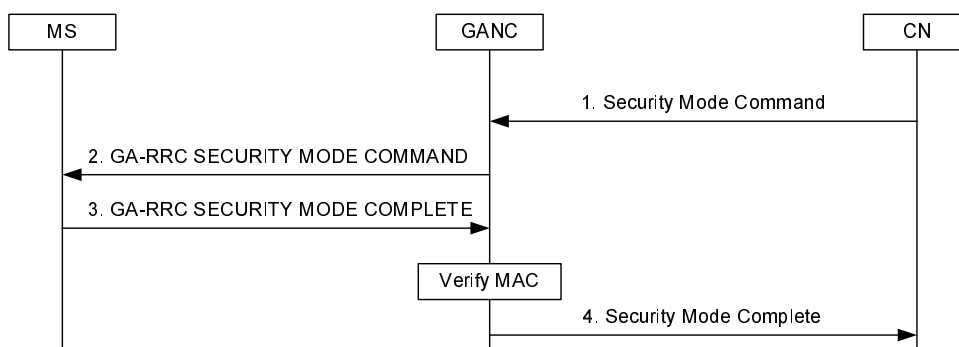 MS
GANC
CN
1. Security Mode Command
2. GA-RRC SECURITY MODE COMMAND
3. GA-RRC SECURITY MODE COMPLETE
Verify MAC
4. Security Mode Complete